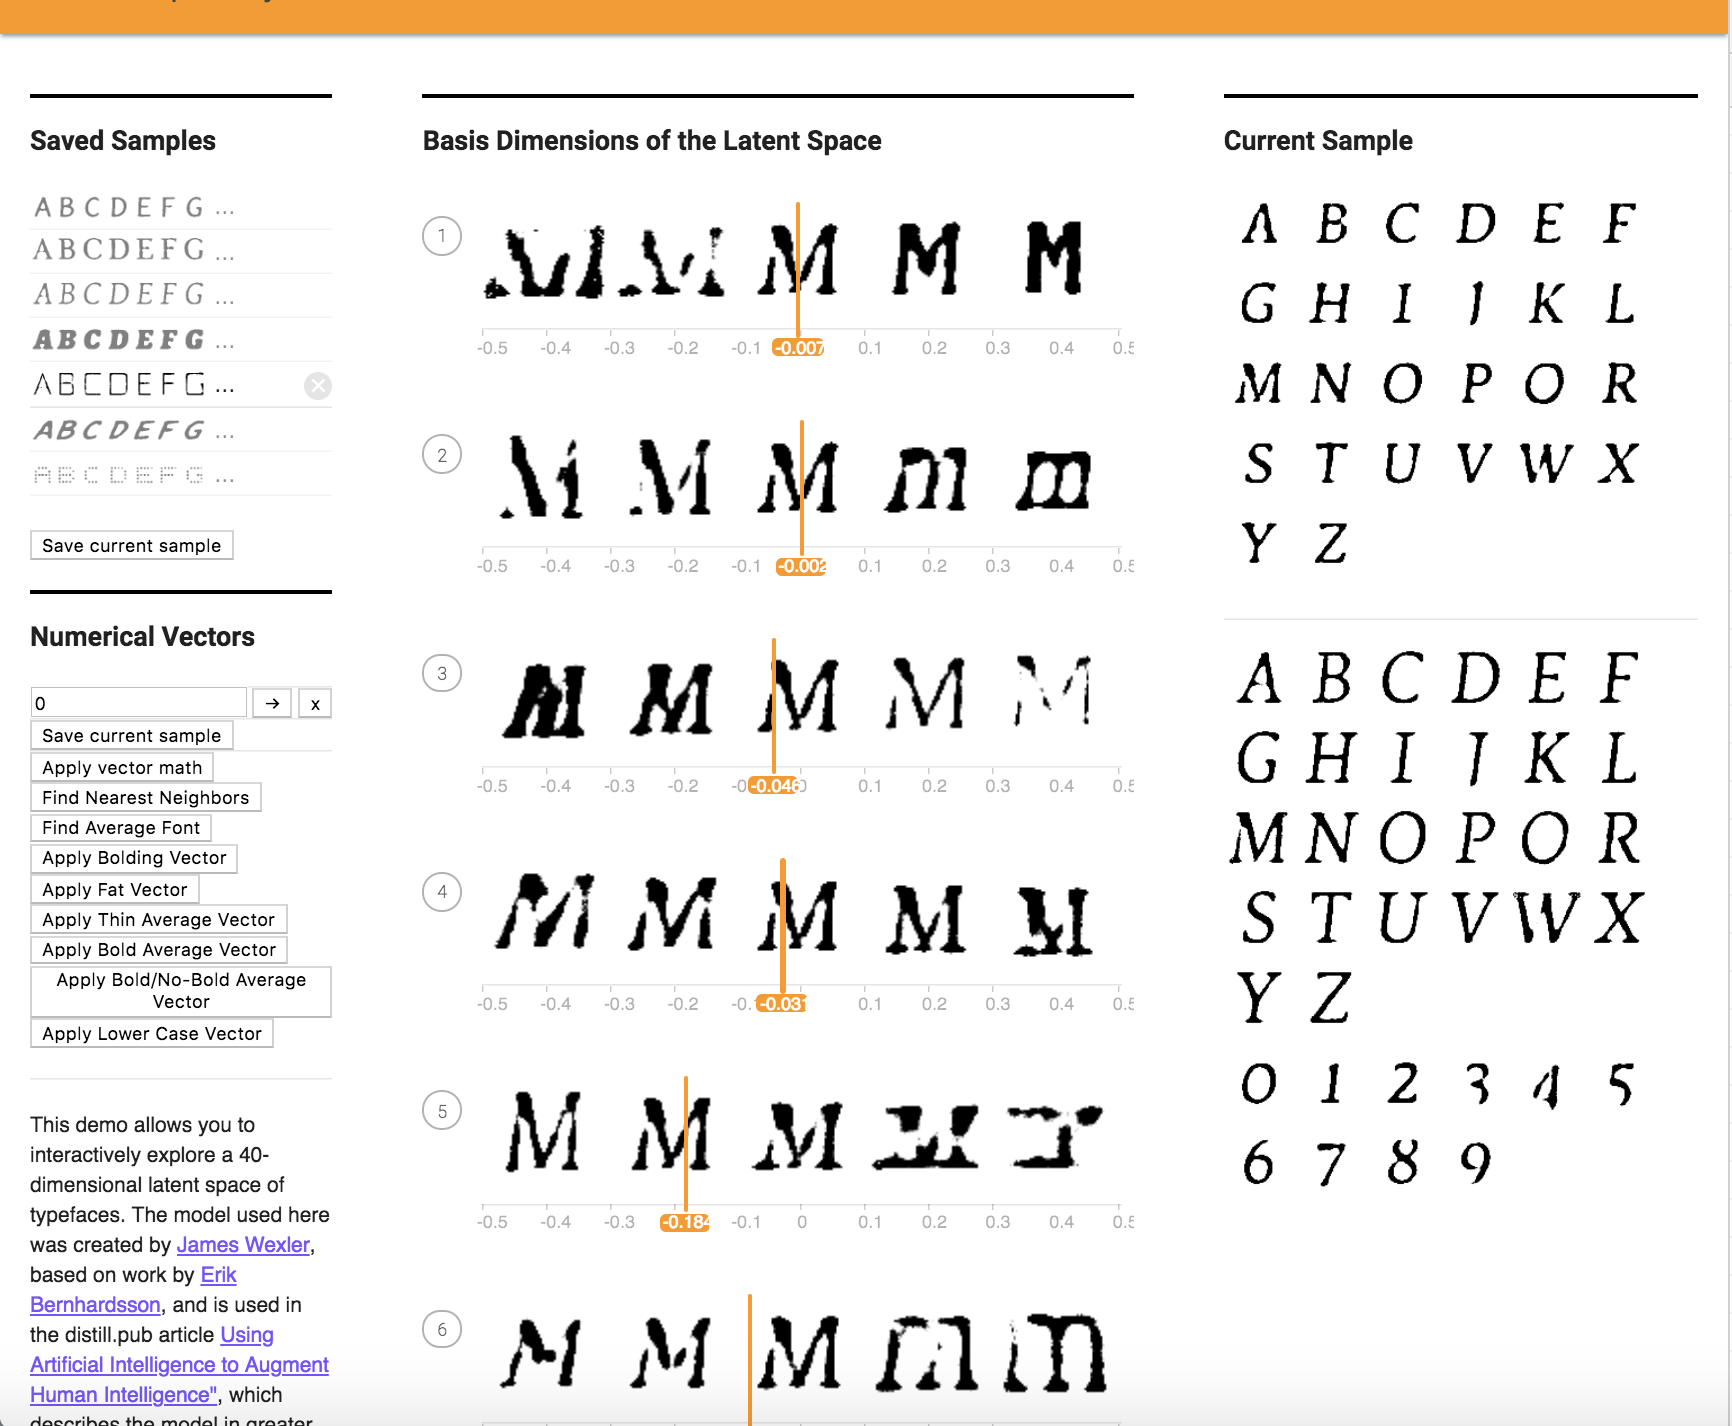 Saved Samples
A B C D E F G ...
A B C D E F G ...
A B C D E F G ...
A B C D E F G ...
A B C D E F G ...
A B C D E F G ...
A B C D E F G ...
Save current sample
Numerical Vectors
0 → x
Save current sample
Apply vector math
Find Nearest Neighbors
Find Average Font
Apply Bolding Vector
Apply Fat Vector
Apply Thin Average Vector
Apply Bold Average Vector
Apply Bold/No-Bold Average
Vector
Apply Lower Case Vector
This demo allows you to
interactively explore a 40-
dimensional latent space of
typefaces. The model used here
was created by James Wexler,
based on work by Erik
Bernhardsson, and is used in
the distill.pub article Using
Artificial Intelligence to Augment
Human Intelligence", which
describes the model in greater
Basis Dimensions of the Latent Space
1
M M M
-0.5 -0.4 -0.3 -0.2 -0.1 -0.007 0.1 0.2 0.3 0.4 0.5
2
M M m m
-0.5 -0.4 -0.3 -0.2 -0.1 -0.002 0.1 0.2 0.3 0.4 0.5
3
M M M M M
-0.5 -0.4 -0.3 -0.2 -0.046 0.1 0.2 0.3 0.4 0.5
4
M M M M M
-0.5 -0.4 -0.3 -0.2 -0.031 0.1 0.2 0.3 0.4 0.5
5
M M M
-0.5 -0.4 -0.3 -0.184 -0.1 0 0.1 0.2 0.3 0.4 0.5
6
M M M m m
Current Sample
A B C D E F
G H I J K L
M N O P O R
S T U V W X
Y Z
A B C D E F
G H I J K L
M N O P O R
S T U V W X
Y Z
0 1 2 3 4 5
6 7 8 9